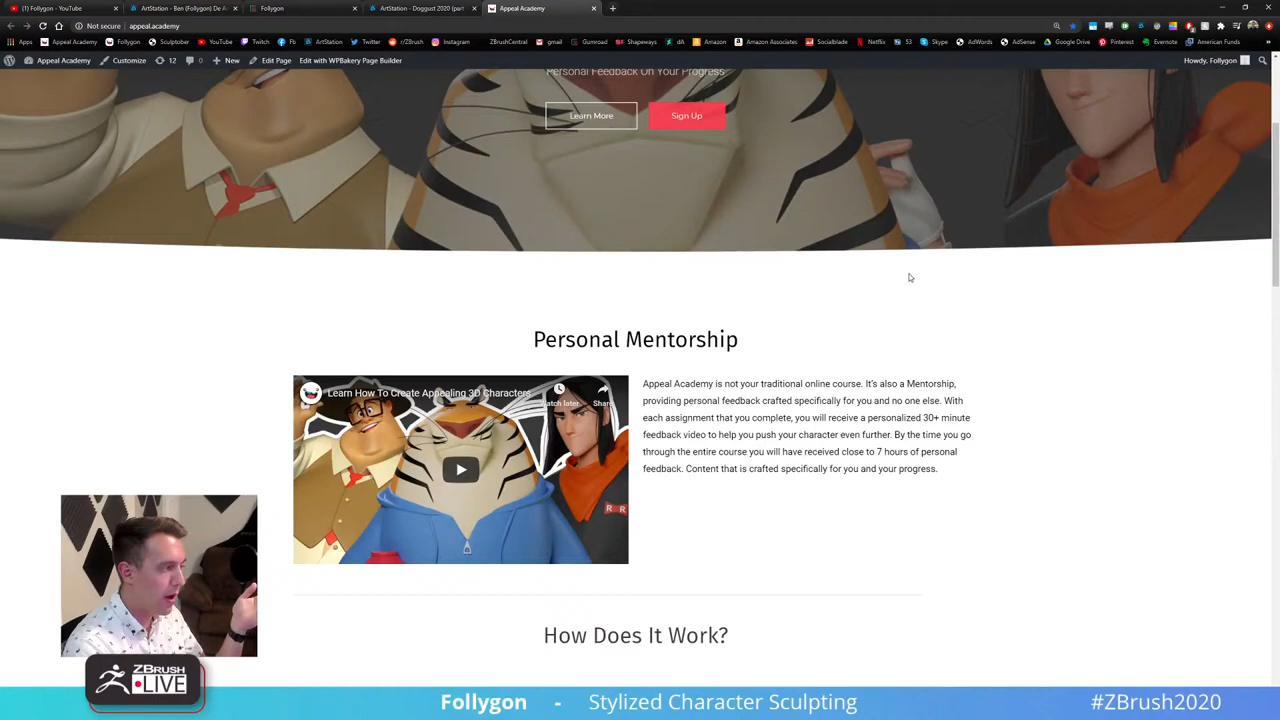 (1) Follygon - YouTube
ArtStation - Ben (Follygon) De A
Follygon
ArtStation - Doggust 2020 (part
Appeal Academy
Not secure
appeal.academy
Apps
Appeal Academy
Follygon
Sculptober
YouTube
Twitch
Fb
ArtStation
Twitter
r/ZBrush
Instagram
ZBrushCentral
gmail
Gumroad
Shapeways
dA
Amazon
Amazon Associates
Socialblade
Netflix
53
Skype
AdWords
AdSense
Google Drive
Pinterest
Evernote
American Funds
Appeal Academy
Customize
12
0
New
Edit Page
Edit with WPBakery Page Builder
Howdy, Follygon
Personal Feedback On Your Progress
Learn More
Sign Up
Personal Mentorship
Learn How To Create Appealing 3D Characters
Watch later
Share
R R
Appeal Academy is not your traditional online course. It's also a Mentorship,
providing personal feedback crafted specifically for you and no one else. With
each assignment that you complete, you will receive a personalized 30+ minute
feedback video to help you push your character even further. By the time you go
through the entire course you will have received close to 7 hours of personal
feedback. Content that is crafted specifically for you and your progress.
How Does It Work?
ZBRUSH
LIVE
Follygon - Stylized Character Sculpting
#ZBrush2020